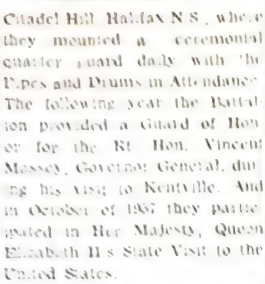 Citadel Hill Halifax N S , where
they mounted a ceremonial
quarter guard daily with the
Pipes and Drums in Attendance
The following year the Battal-
ion provided a Guard of Hon-
or for the Rt Hon. Vincent
Massey, Governor General, dur-
ing his visit to Kentville. And
in October of 1957 they partic-
ipated in Her Majesty, Queen
Elizabeth II s State Visit to the
United States.